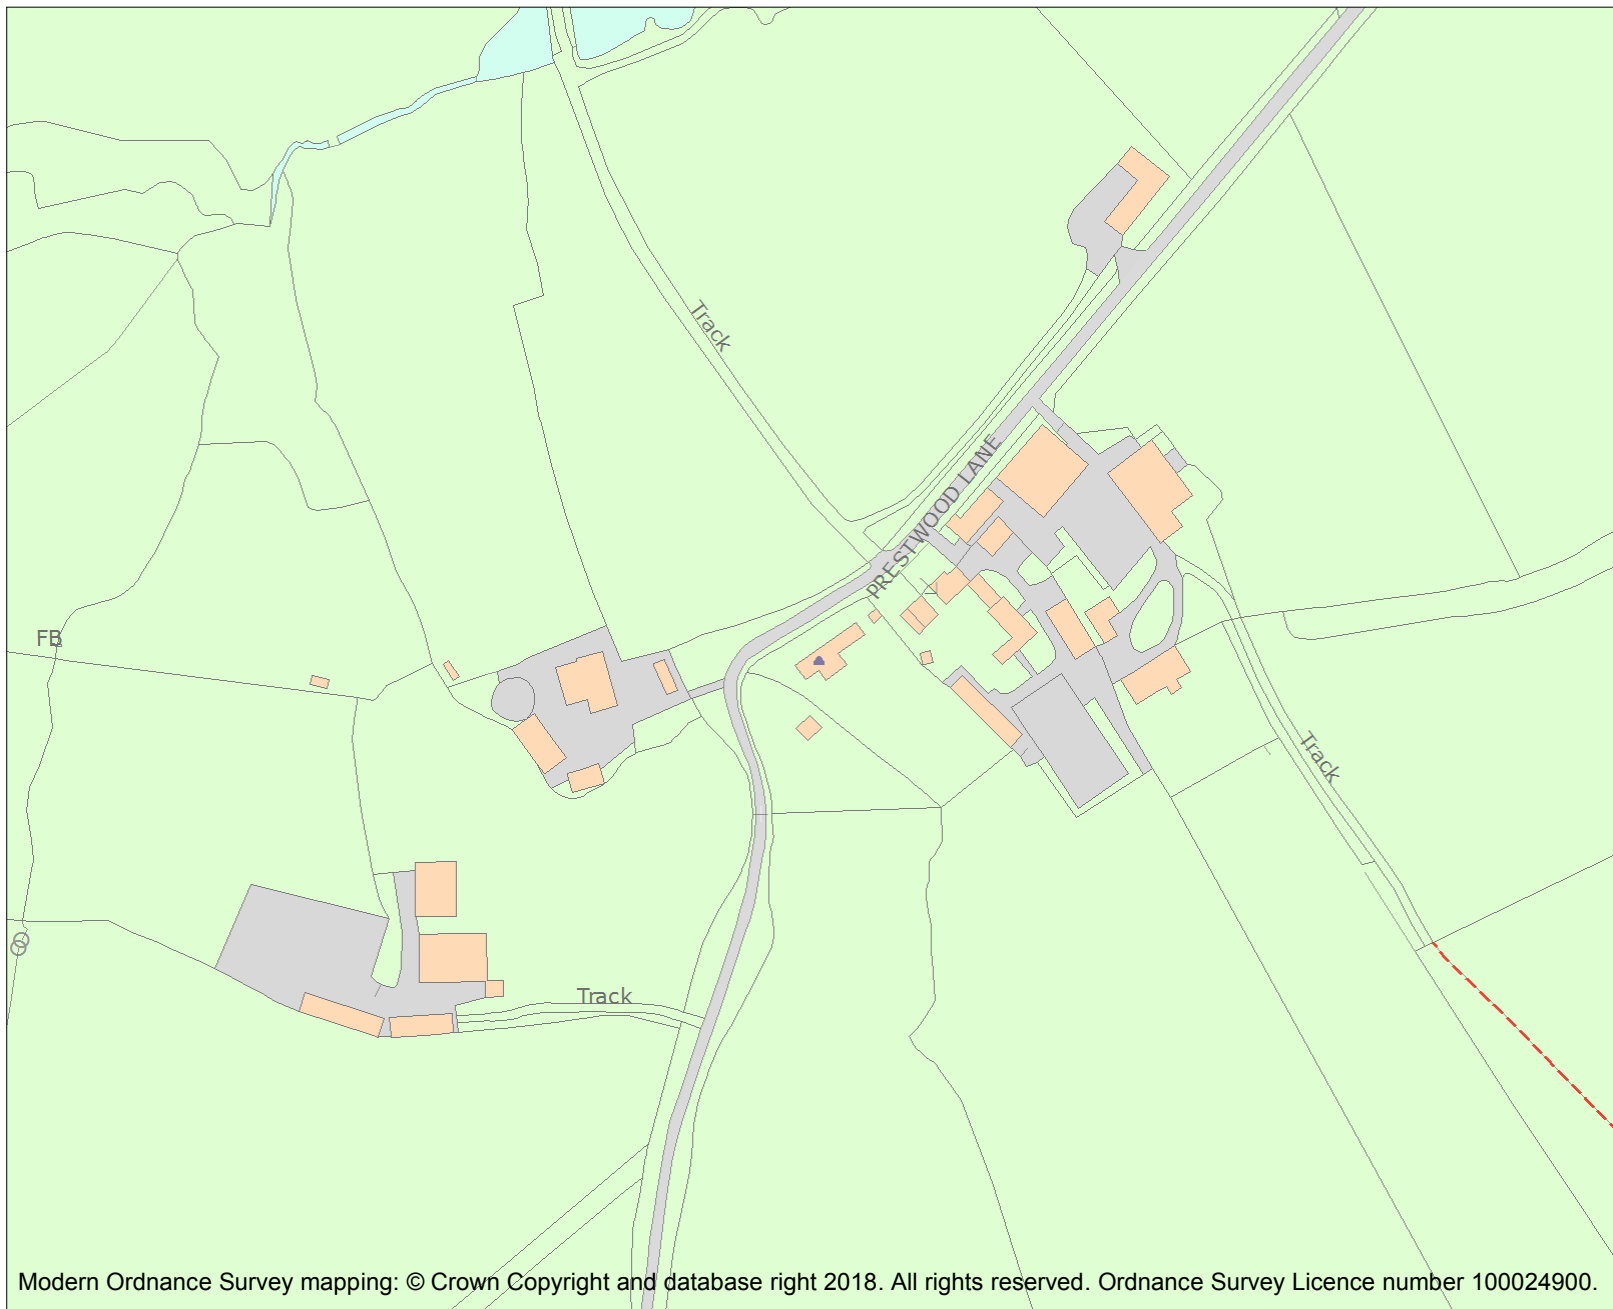 Track
PRESTWOOD LANE
FB
Track
Track
Modern Ordnance Survey mapping: © Crown Copyright and database right 2018. All rights reserved. Ordnance Survey Licence number 100024900.